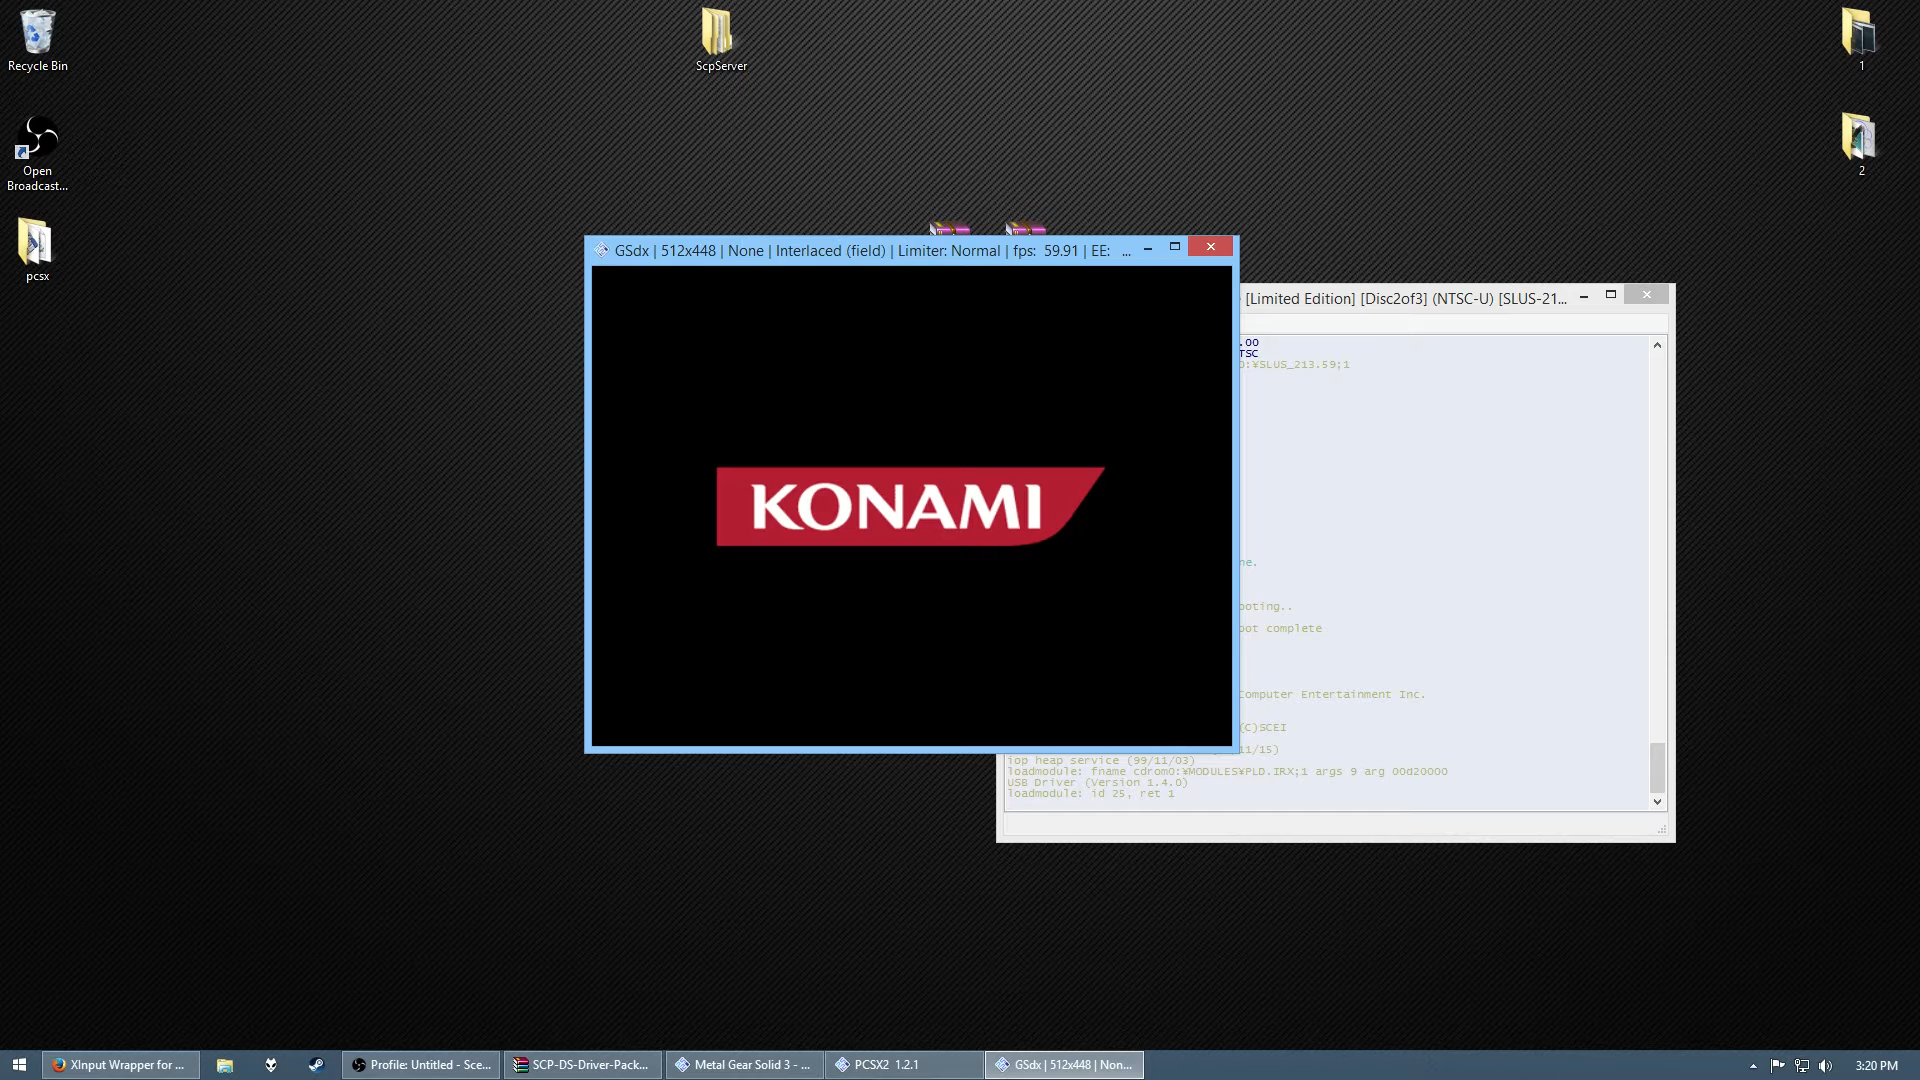 Recycle Bin
ScpServer
1
Open
Broadcast...
2
pcsx
GSdx | 512x448 | None | Interlaced (field) | Limiter: Normal | fps: 59.91 | EE: ...
[Limited Edition] [Disc2of3] (NTSC-U) [SLUS-21...
.00
TSC
0:¥SLUS_213.59;1
KONAMI
ne.
ooting..
oot complete
Computer Entertainment Inc.
(C)SCEI
11/15)
iop heap service (99/11/03)
loadmodule: fname cdrom0:¥MODULES¥PLD.IRX;1 args 9 arg 00d20000
USB Driver (Version 1.4.0)
loadmodule: id 25, ret 1
XInput Wrapper for ...
Profile: Untitled - Sce...
SCP-DS-Driver-Pack...
Metal Gear Solid 3 - ...
PCSX2 1.2.1
GSdx | 512x448 | Non...
3:20 PM